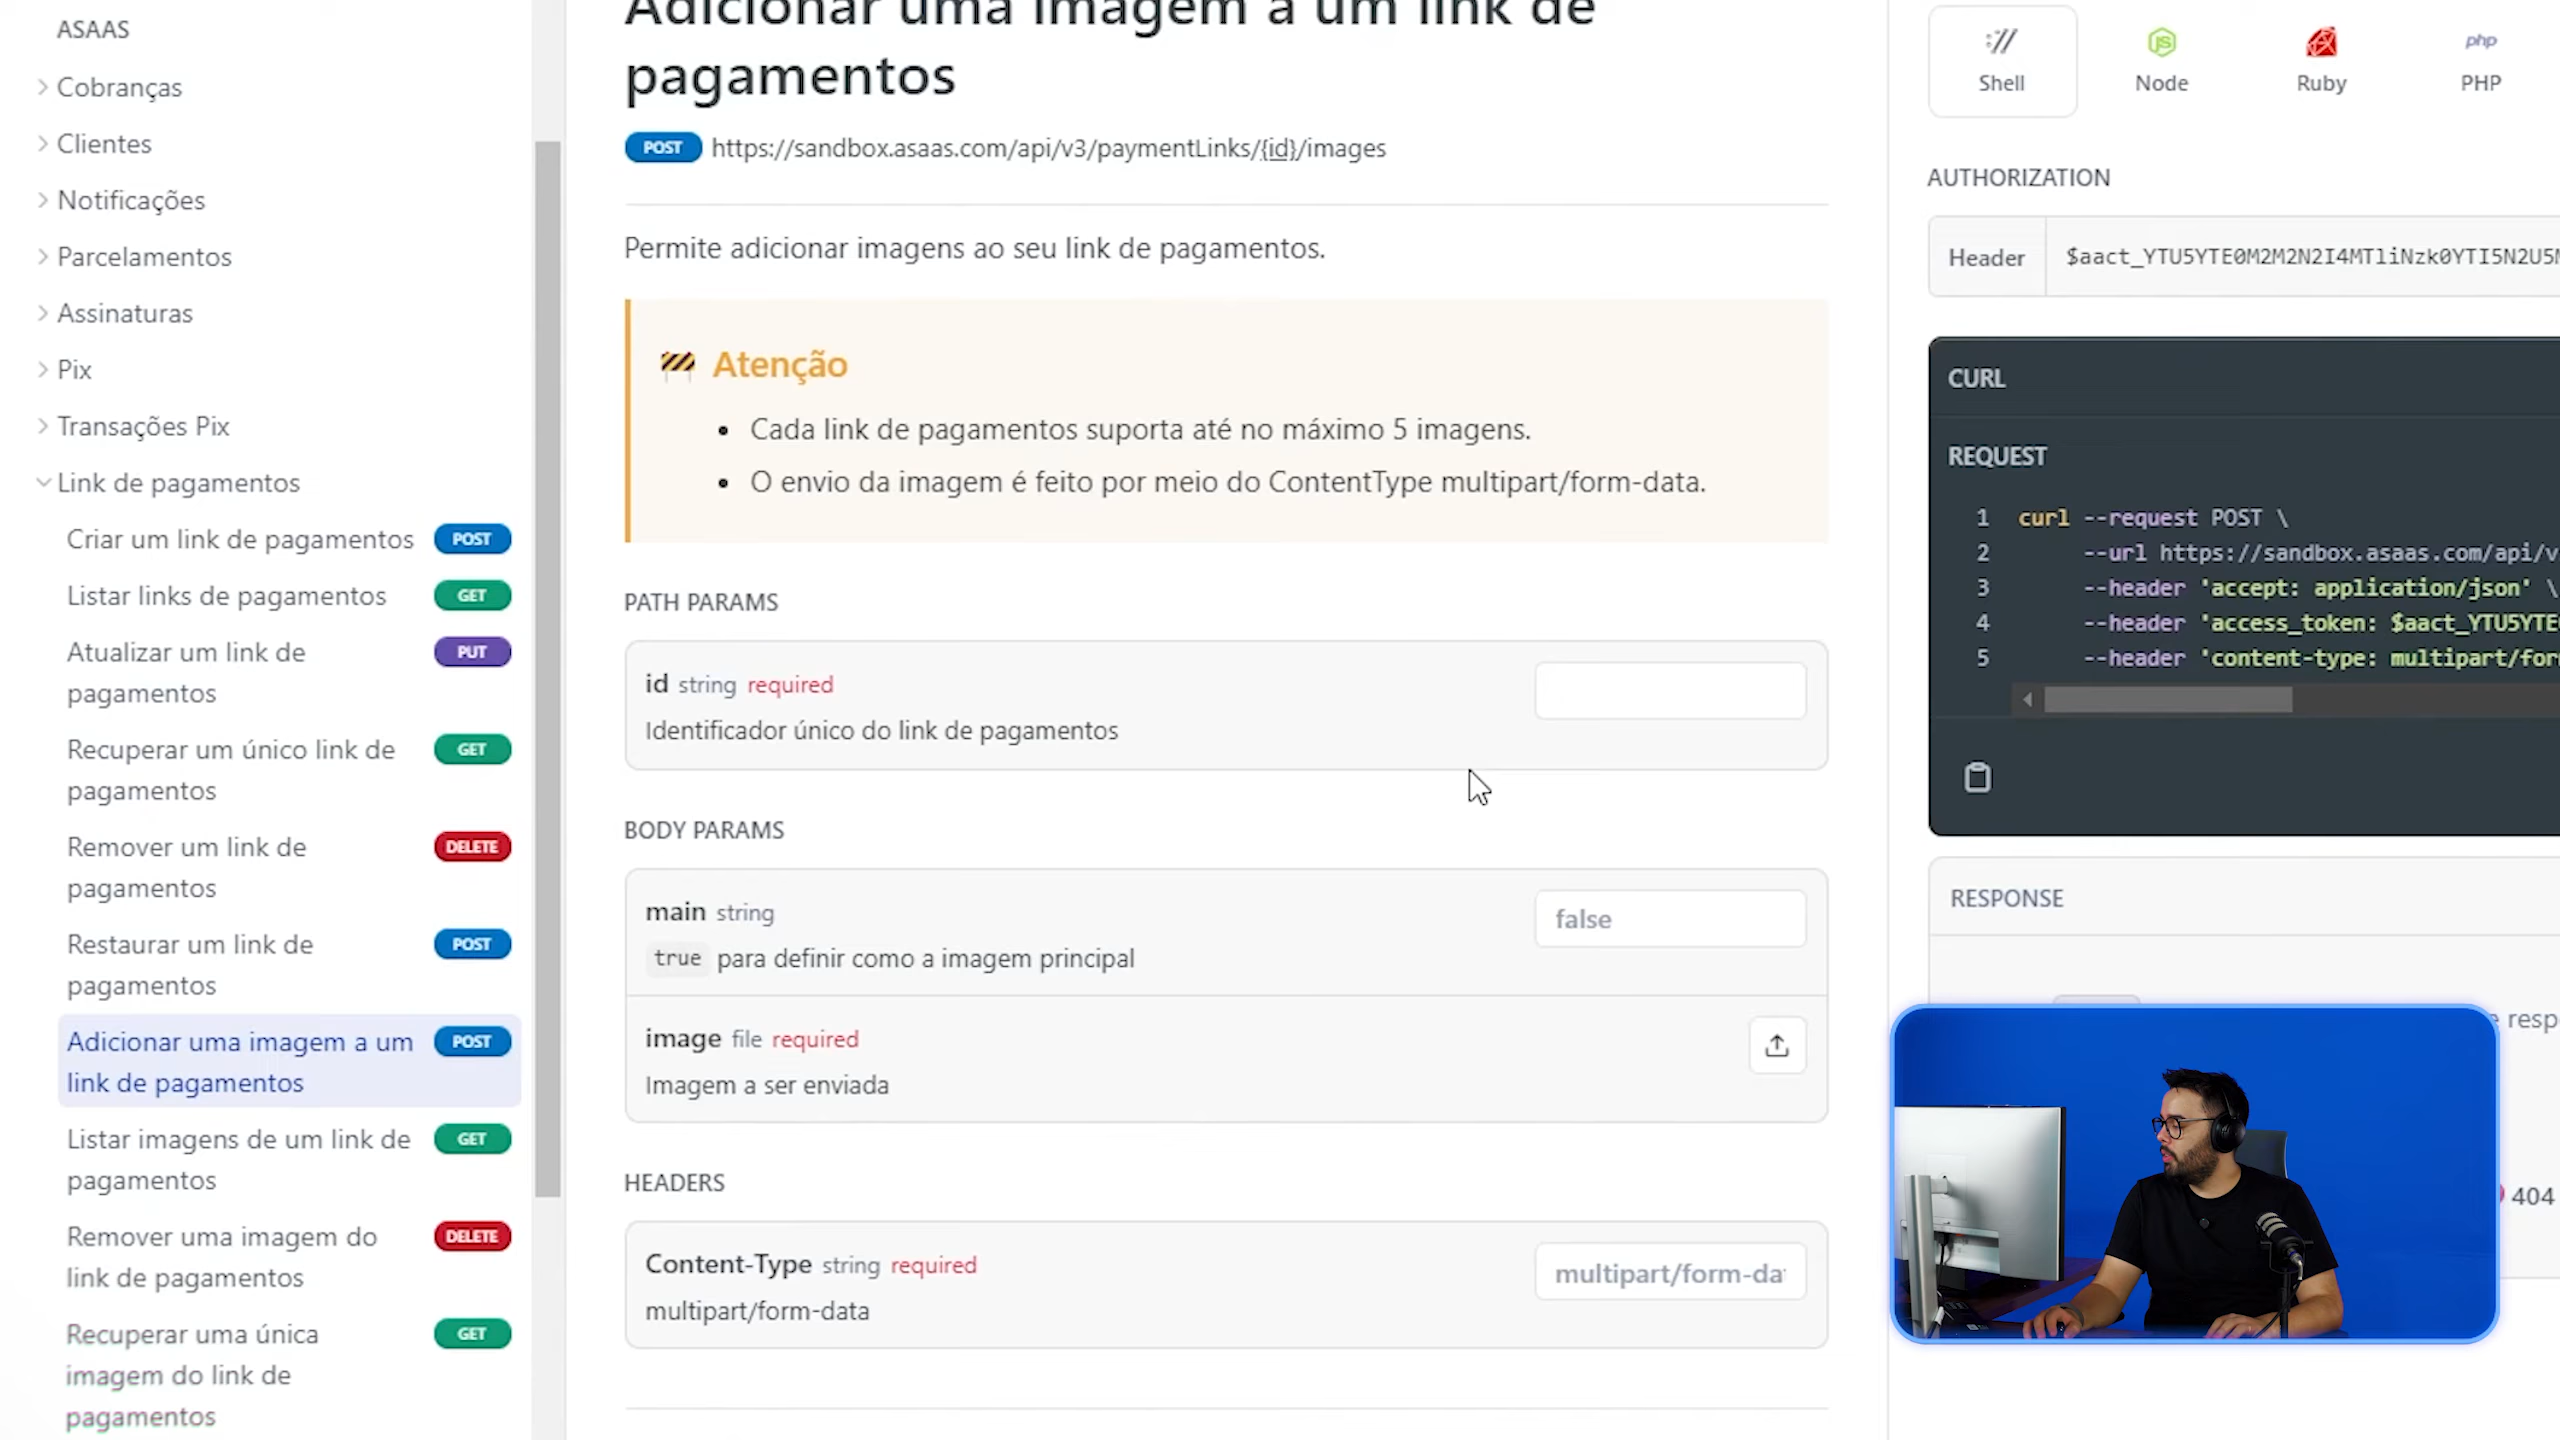 ASAAS
Cobranças
Clientes
Notificações
Parcelamentos
Assinaturas
Pix
Transações Pix
Link de pagamentos
Criar um link de pagamentos POST
Listar links de pagamentos GET
Atualizar um link de PUT
pagamentos
Recuperar um único link de GET
pagamentos
Remover um link de DELETE
pagamentos
Restaurar um link de POST
pagamentos
Adicionar uma imagem a um POST
link de pagamentos
Listar imagens de um link de GET
pagamentos
Remover uma imagem do DELETE
link de pagamentos
Recuperar uma única GET
imagem do link de
pagamentos
Adicionar uma imagem a um link de
pagamentos
POST https://sandbox.asaas.com/api/v3/paymentLinks/{id}/images
Permite adicionar imagens ao seu link de pagamentos.
Atenção
• Cada link de pagamentos suporta até no máximo 5 imagens.
• O envio da imagem é feito por meio do ContentType multipart/form-data.
PATH PARAMS
id string required
Identificador único do link de pagamentos
BODY PARAMS
main string false
true para definir como a imagem principal
image file required
Imagem a ser enviada
HEADERS
Content-Type string required multipart/form-da
multipart/form-data
Shell Node Ruby PHP
AUTHORIZATION
Header $aact_YTU5YTE0M2M2N2I4MTliNzk0YTI5N2U5
CURL
REQUEST
1 curl --request POST \
2 --url https://sandbox.asaas.com/api/v
3 --header 'accept: application/json' \
4 --header 'access_token: $aact_YTU5YTE
5 --header 'content-type: multipart/for
RESPONSE
resp
404